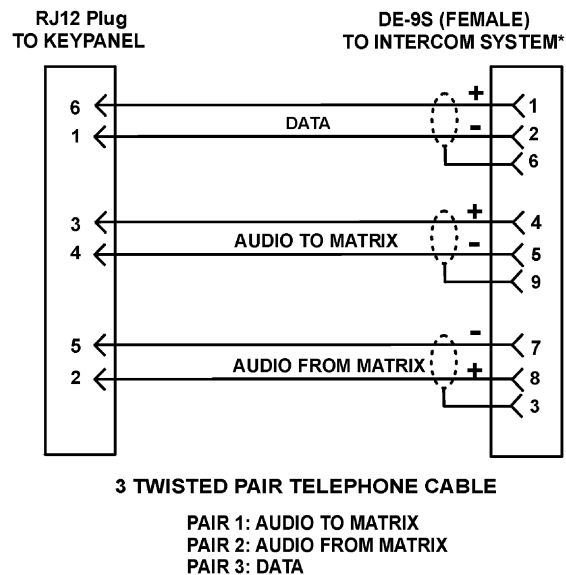 RJ12 Plug
TO KEYPANEL
DE-9S (FEMALE)
TO INTERCOM SYSTEM*
6
+
1
DATA
1
-
2
6
3
+
4
AUDIO TO MATRIX
4
-
5
9
5
-
7
AUDIO FROM MATRIX
2
+
8
3
3 TWISTED PAIR TELEPHONE CABLE
PAIR 1: AUDIO TO MATRIX
PAIR 2: AUDIO FROM MATRIX
PAIR 3: DATA